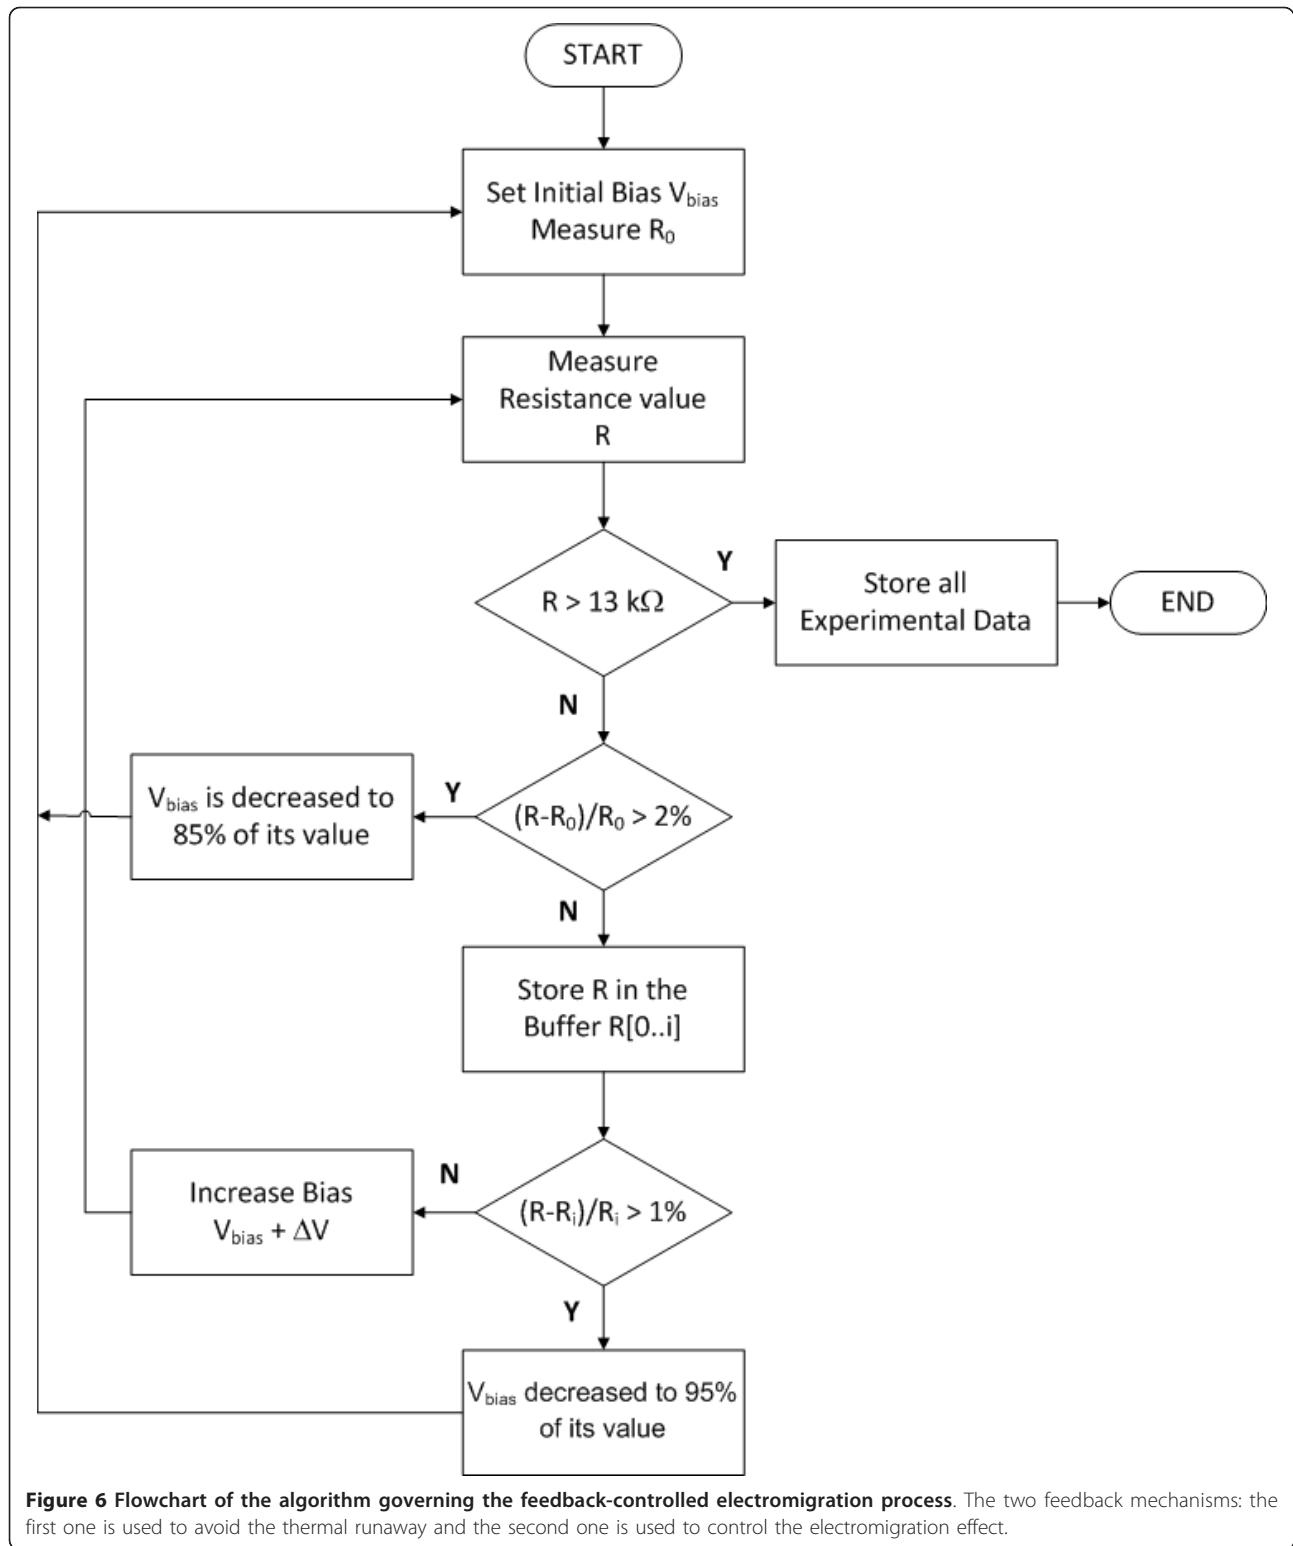 START
Set Initial Bias Vbias
Measure R0
Measure
Resistance value
R
R > 13 kΩ
Y
Store all
Experimental Data
END
N
(R-R0)/R0 > 2%
Y
Vbias is decreased to
85% of its value
N
Store R in the
Buffer R[0..i]
(R-Ri)/Ri > 1%
N
Increase Bias
Vbias + ΔV
Y
Vbias decreased to 95%
of its value
Figure 6 Flowchart of the algorithm governing the feedback-controlled electromigration process. The two feedback mechanisms: the
first one is used to avoid the thermal runaway and the second one is used to control the electromigration effect.